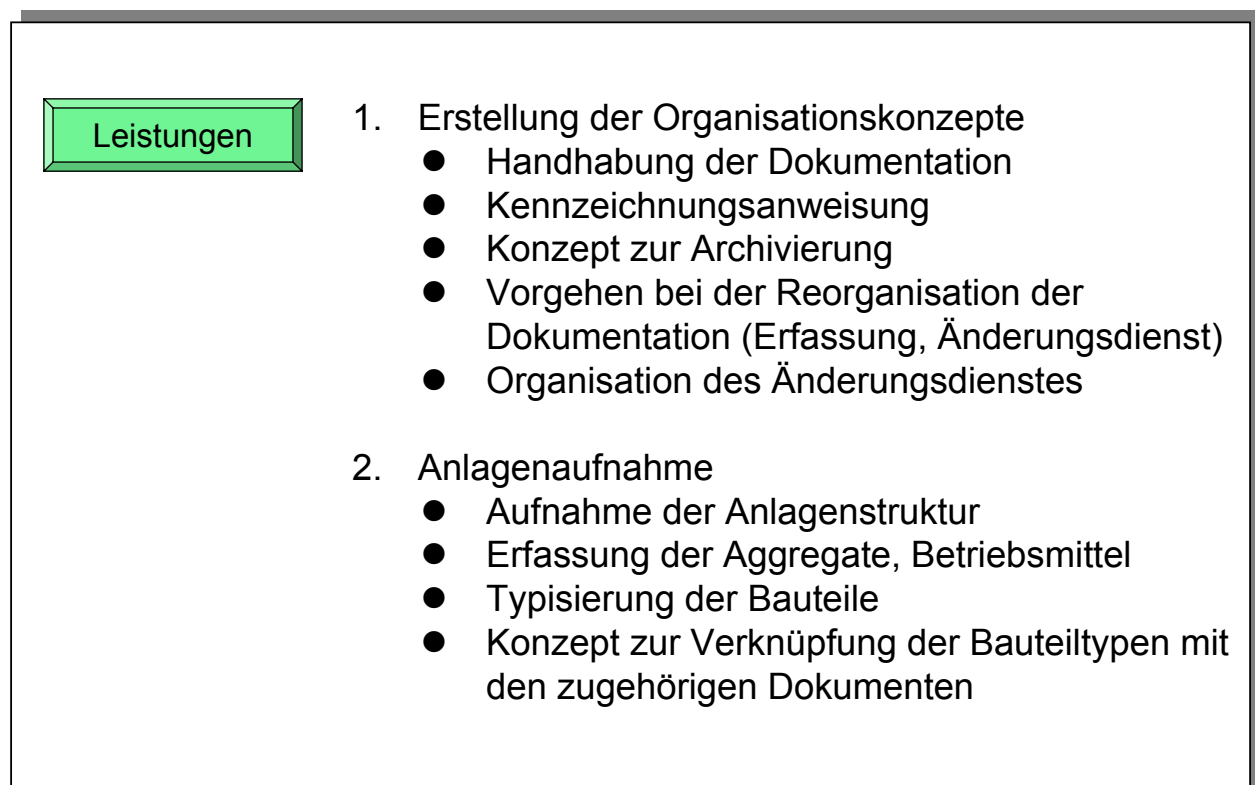 Leistungen
1. Erstellung der Organisationskonzepte
● Handhabung der Dokumentation
● Kennzeichnungsanweisung
● Konzept zur Archivierung
● Vorgehen bei der Reorganisation der
Dokumentation (Erfassung, Änderungsdienst)
● Organisation des Änderungsdienstes
2. Anlagenaufnahme
● Aufnahme der Anlagenstruktur
● Erfassung der Aggregate, Betriebsmittel
● Typisierung der Bauteile
● Konzept zur Verknüpfung der Bauteiltypen mit
den zugehörigen Dokumenten